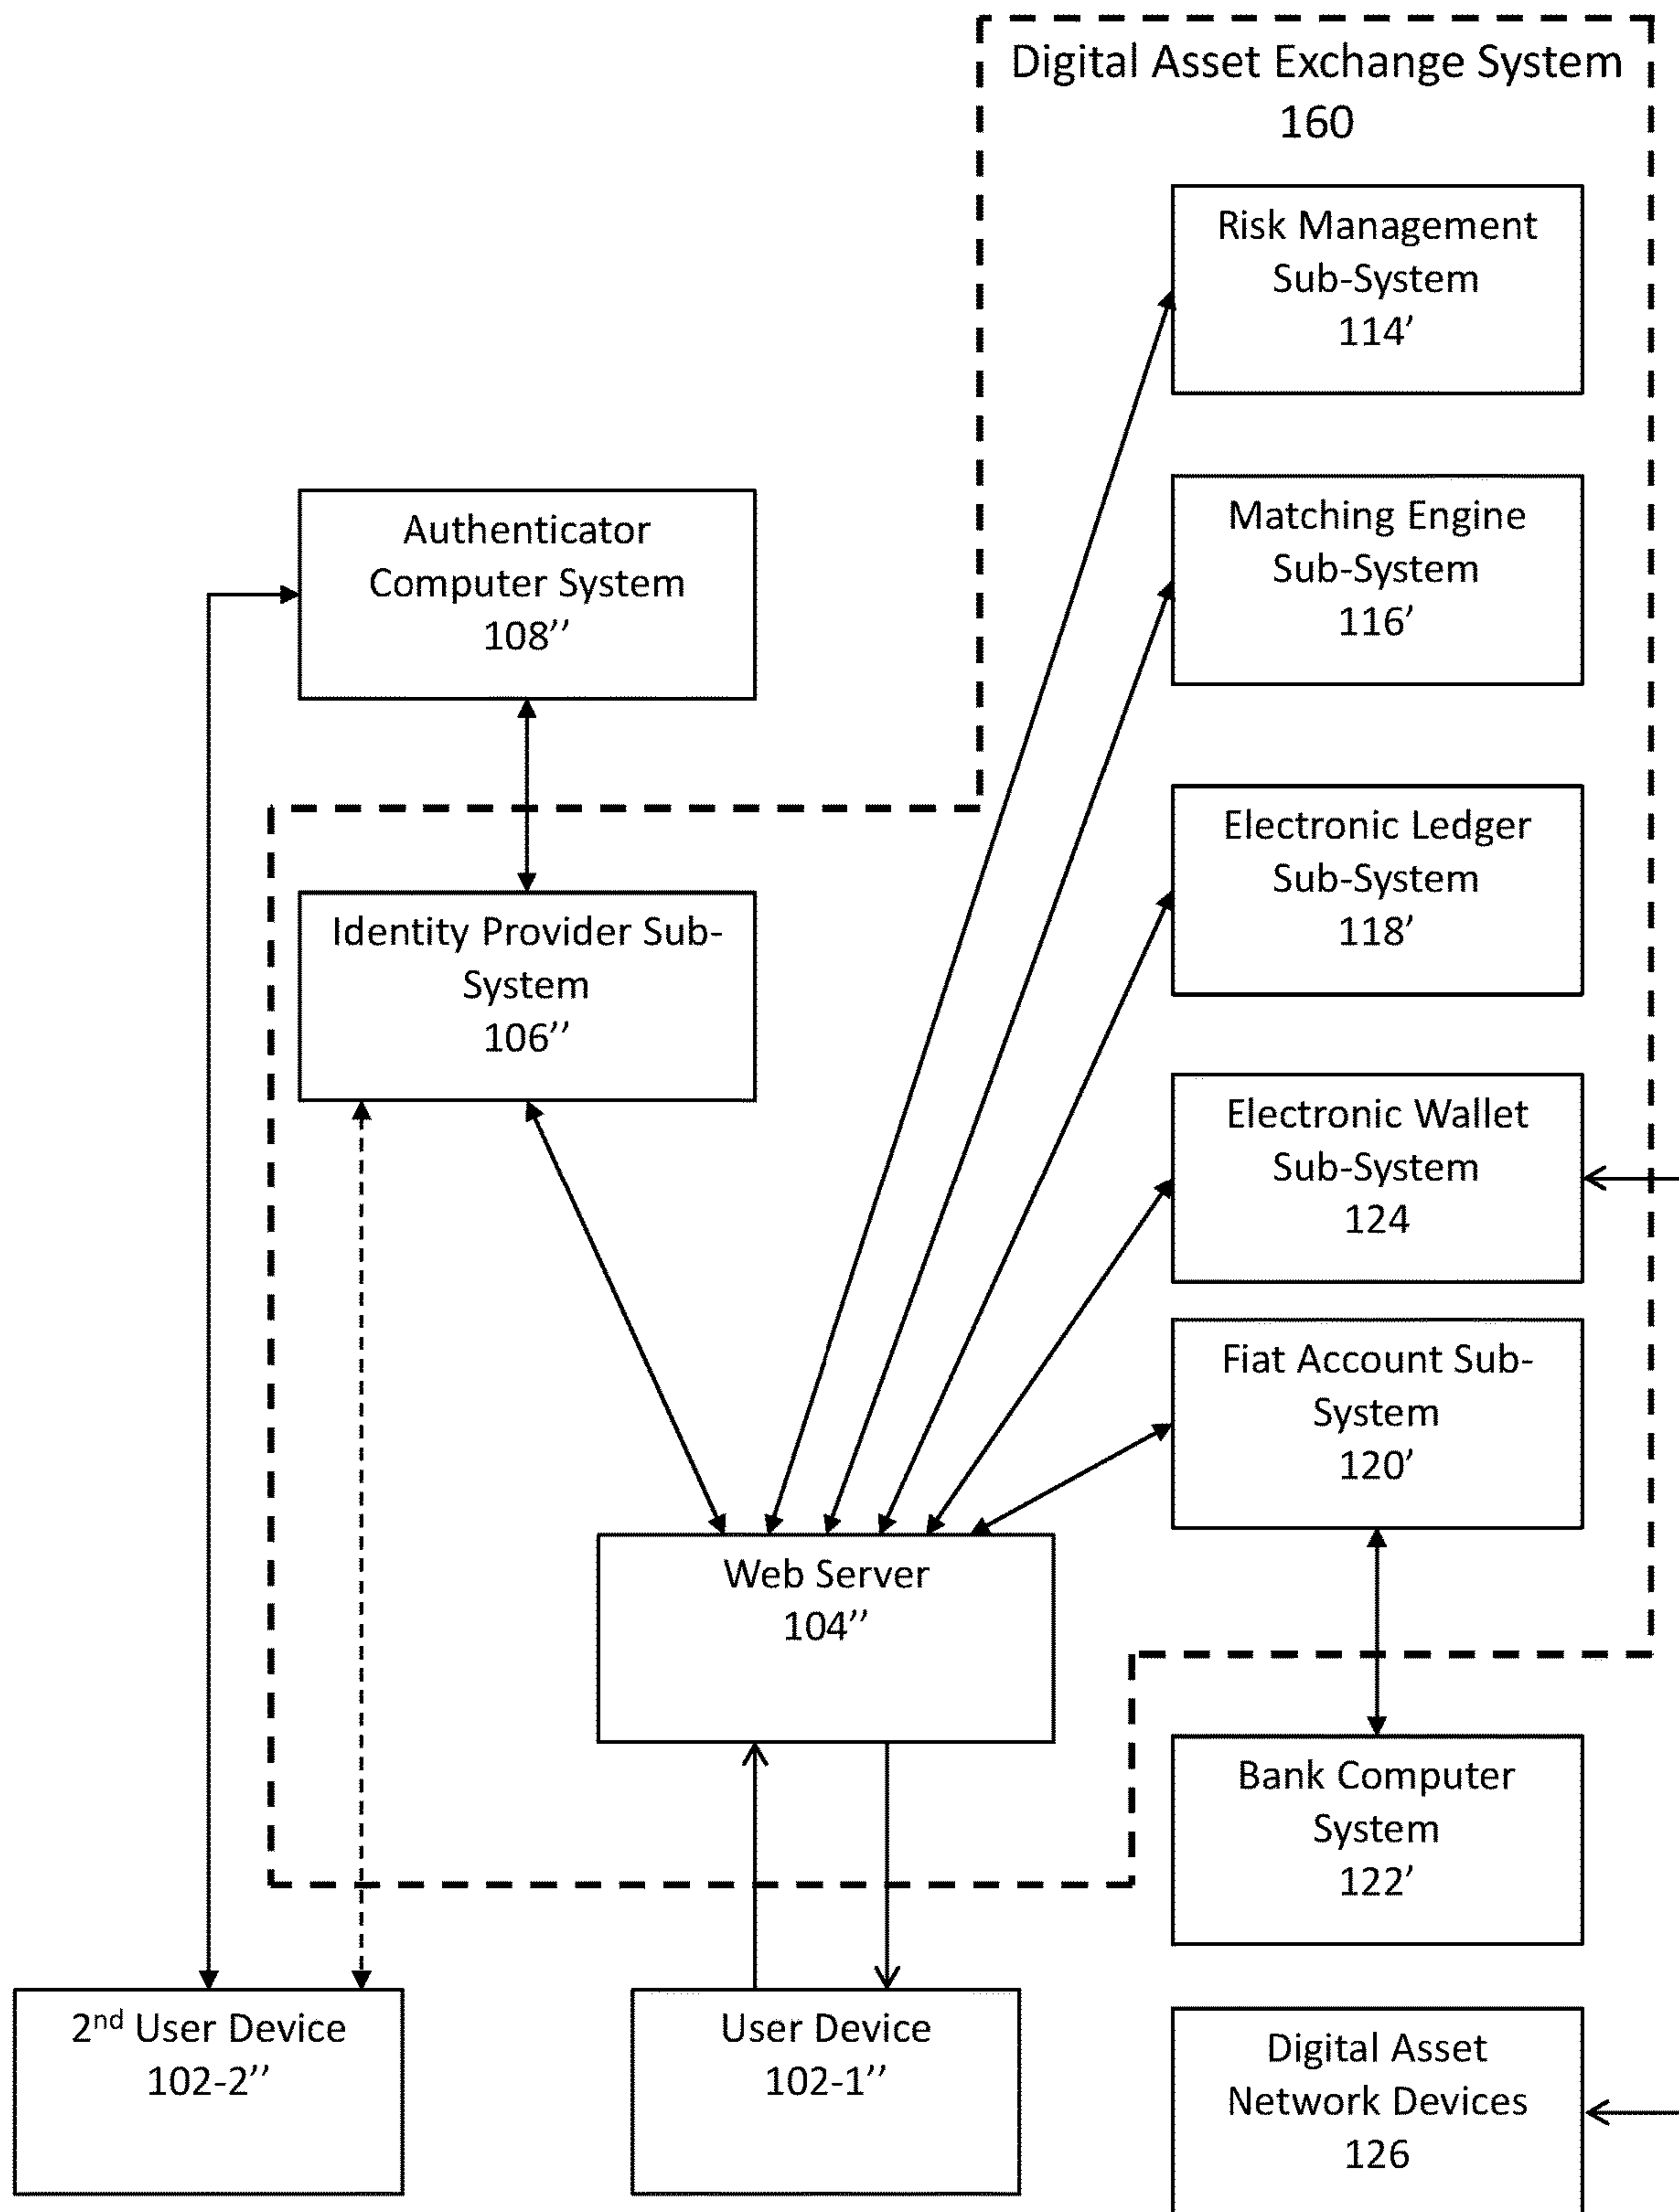 Digital Asset Exchange System
160
Risk Management
Sub-System
114’
Authenticator
Computer System
108’’
Matching Engine
Sub-System
116’
Electronic Ledger
Sub-System
118’
Identity Provider Sub-
System
106’’
Electronic Wallet
Sub-System
124
Fiat Account Sub-
System
120’
Web Server
104’’
Bank Computer
System
122’
2nd User Device
102-2’’
User Device
102-1’’
Digital Asset
Network Devices
126